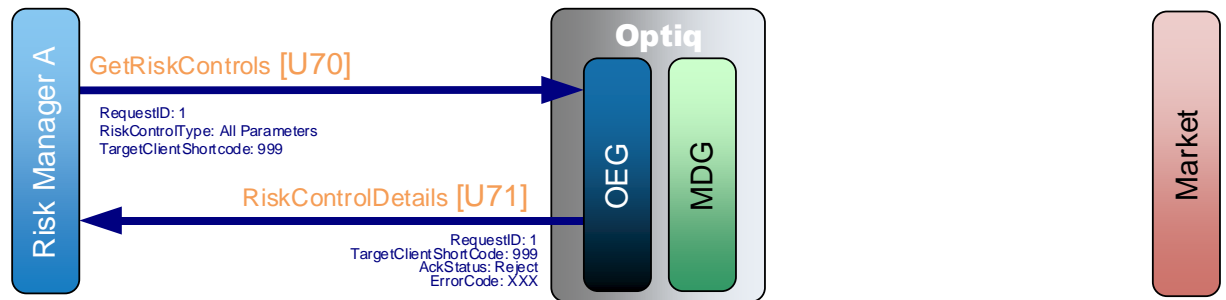 Risk Manager A
GetRiskControls [U70]
RequestID: 1
RiskControlType: All Parameters
TargetClientShortcode: 999
RiskControlDetails [U71]
RequestID: 1
TargetClientShortCode: 999
AckStatus: Reject
ErrorCode: XXX
Optiq
OEG
MDG
Market